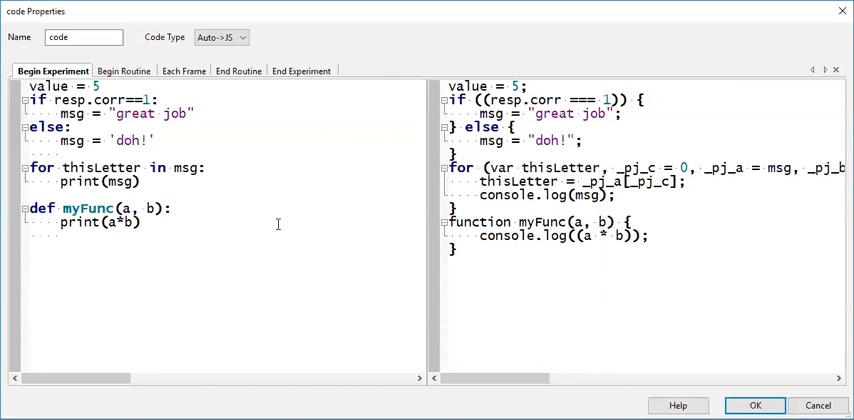 code Properties
Name code Code Type Auto->JS
Begin Experiment Begin Routine Each Frame End Routine End Experiment
value = 5
if resp.corr==1:
msg = "great job"
else:
msg = 'doh!'
for thisLetter in msg:
print(msg)
def myFunc(a, b):
print(a*b)
value = 5;
if ((resp.corr === 1)) {
msg = "great job";
} else {
msg = "doh!";
}
for (var thisLetter, _pj_c = 0, _pj_a = msg, _pj_b
thisLetter = _pj_a[_pj_c];
console.log(msg);
}
function myFunc(a, b) {
console.log((a * b));
}
Help OK Cancel